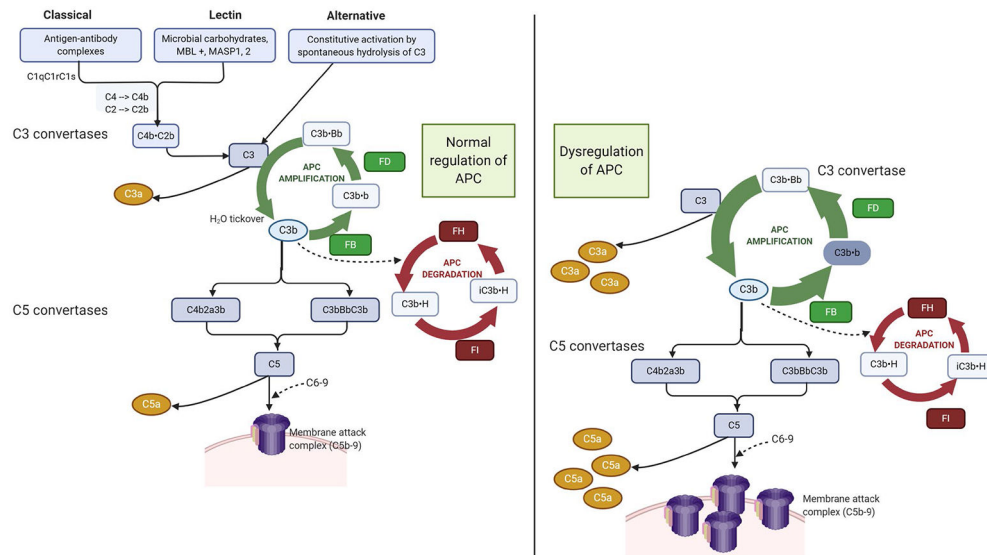 Classical
Lectin
Alternative
Antigen-antibody
complexes
Microbial carbohydrates,
MBL +, MASP1, 2
Constitutive activation by
spontaneous hydrolysis of C3
C1qC1rC1s
C4 --> C4b
C2 --> C2b
C3 convertases
C4b•C2b
C3
C3a
C3b•Bb
APC
AMPLIFICATION
FD
C3b•b
H₂O tickover
C3b
FB
Normal
regulation of
APC
FH
APC
DEGRADATION
C3b•H
iC3b•H
FI
C5 convertases
C4b2a3b
C3bBbC3b
C5
C6-9
C5a
Membrane attack
complex (C5b-9)
Dysregulation
of APC
C3 convertase
C3b•Bb
C3
FD
APC
AMPLIFICATION
C3a
C3a
C3a
C3b•b
C3b
FB
FH
APC
DEGRADATION
C3b•H
iC3b•H
FI
C5 convertases
C4b2a3b
C3bBbC3b
C5
C6-9
C5a
C5a
C5a
C5a
Membrane attack
complex (C5b-9)